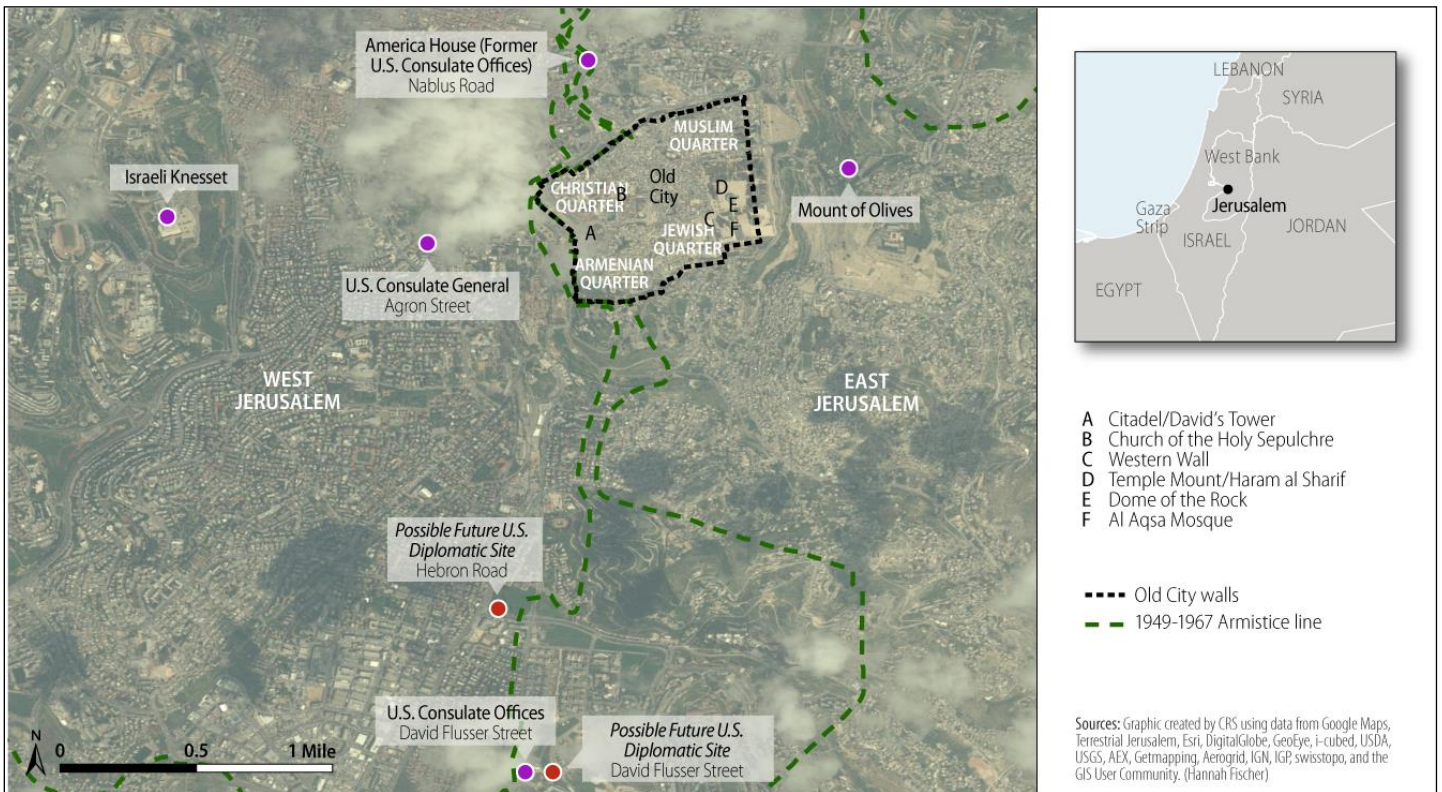 America House (Former
U.S. Consulate Offices)
Nablus Road
Israeli Knesset
U.S. Consulate General
Agron Street
MUSLIM
QUARTER
CHRISTIAN
QUARTER
B
Old
City
D
E
C
F
A
JEWISH
QUARTER
ARMENIAN
QUARTER
Mount of Olives
WEST
JERUSALEM
EAST
JERUSALEM
Possible Future U.S.
Diplomatic Site
Hebron Road
U.S. Consulate Offices
David Flusser Street
Possible Future U.S.
Diplomatic Site
David Flusser Street
N
0 0.5 1 Mile
LEBANON
SYRIA
West Bank
Jerusalem
Gaza
Strip
ISRAEL
JORDAN
EGYPT
A Citadel/David's Tower
B Church of the Holy Sepulchre
C Western Wall
D Temple Mount/Haram al Sharif
E Dome of the Rock
F Al Aqsa Mosque
Old City walls
1949-1967 Armistice line
Sources: Graphic created by CRS using data from Google Maps,
Terrestrial Jerusalem, Esri, DigitalGlobe, GeoEye, i-cubed, USDA,
USGS, AEX, Getmapping, Aerogrid, IGN, IGP, swisstopo, and the
GIS User Community. (Hannah Fischer)